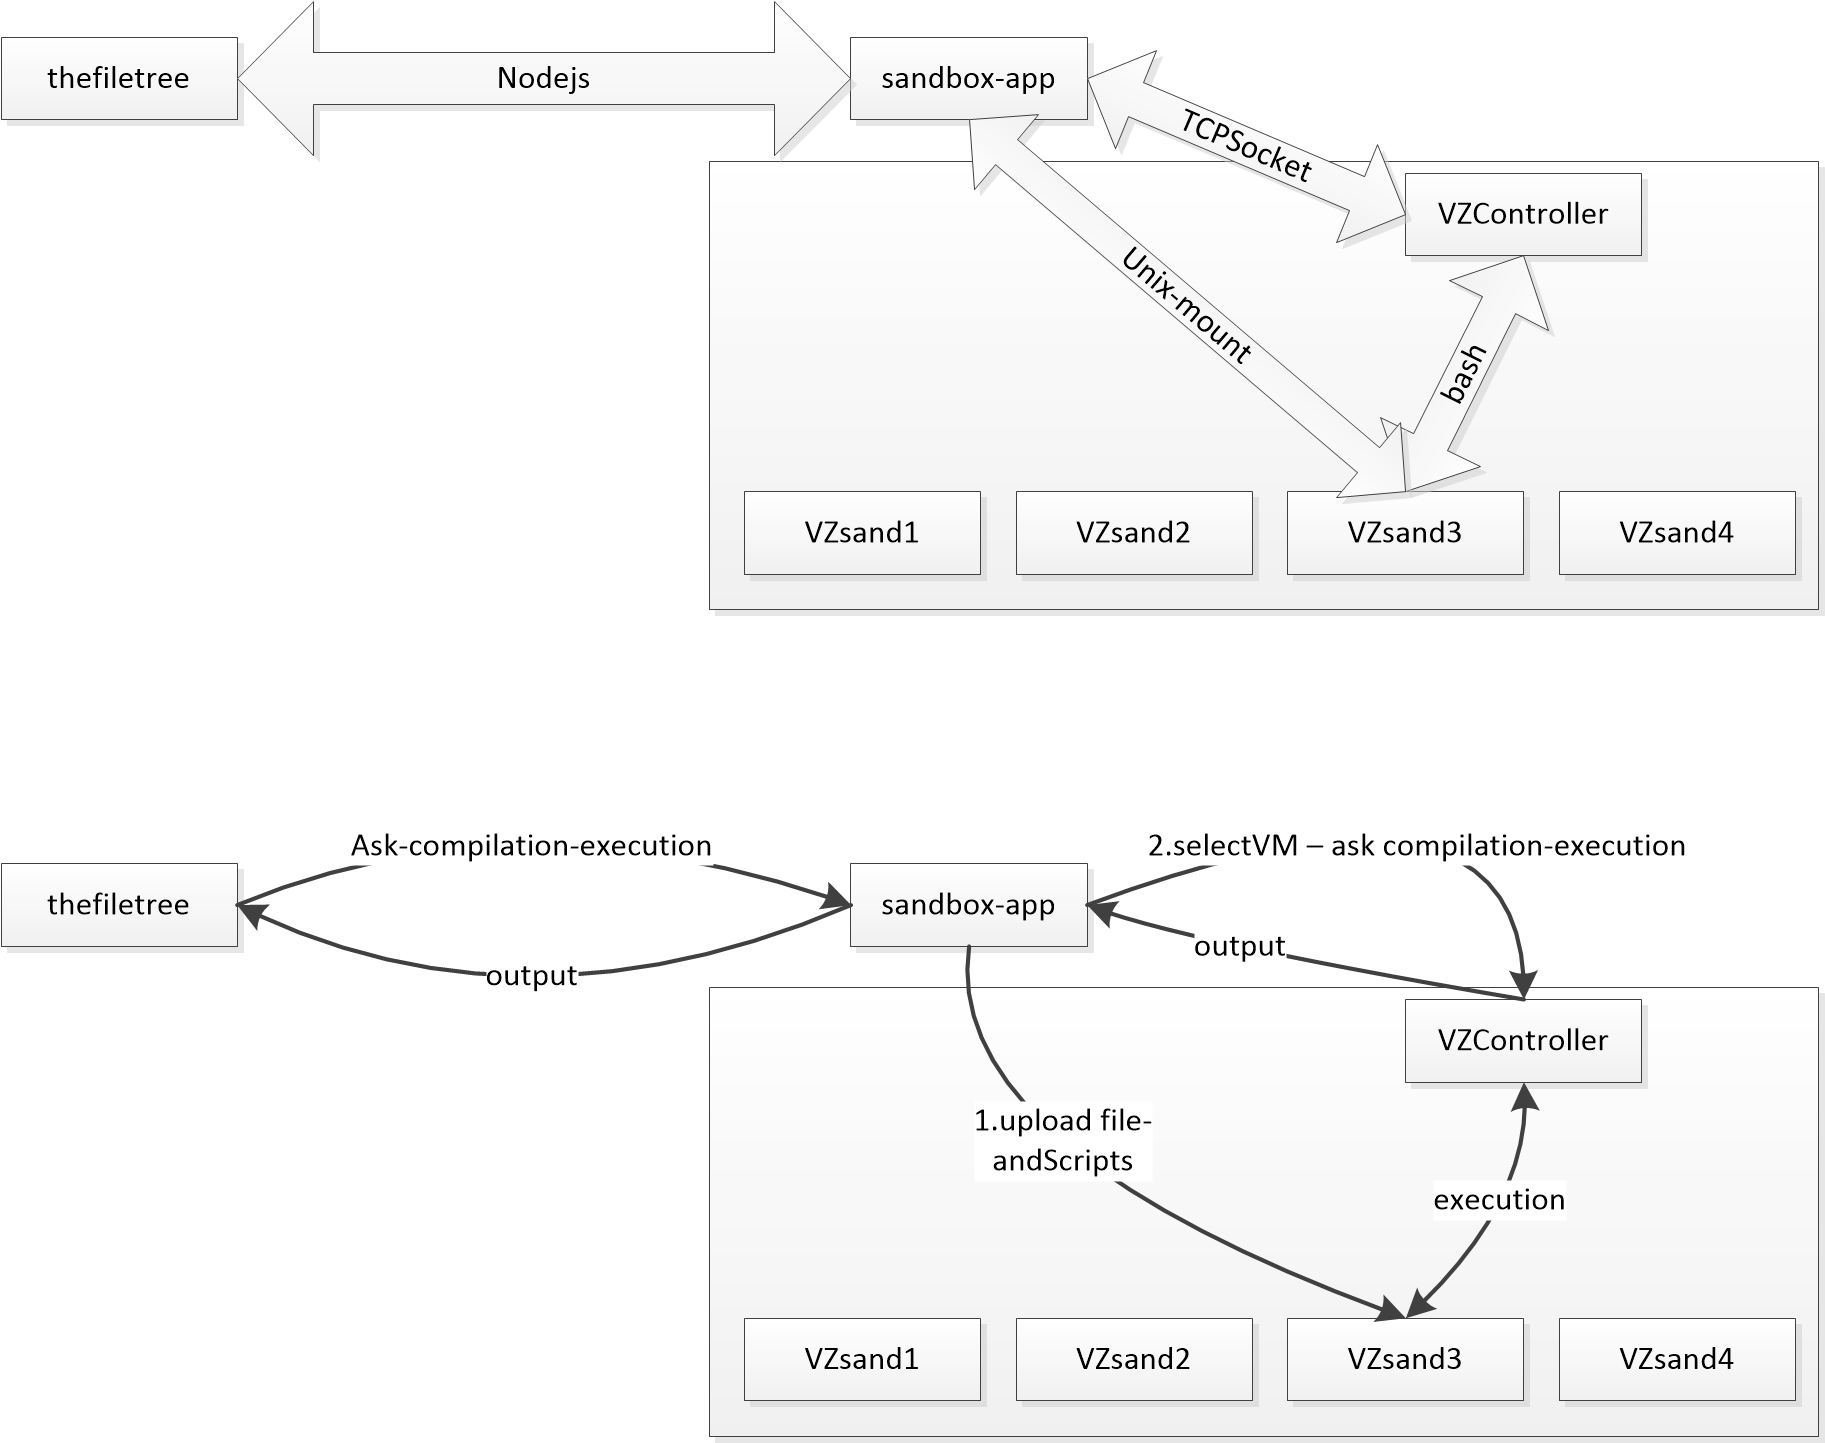 thefiletree
Nodejs
sandbox-app
TCPSocket
VZController
Unix-mount
bash
VZsand1
VZsand2
VZsand3
VZsand4
Ask-compilation-execution
2.selectVM – ask compilation-execution
thefiletree
sandbox-app
output
output
VZController
1.upload file-
andScripts
execution
VZsand1
VZsand2
VZsand3
VZsand4